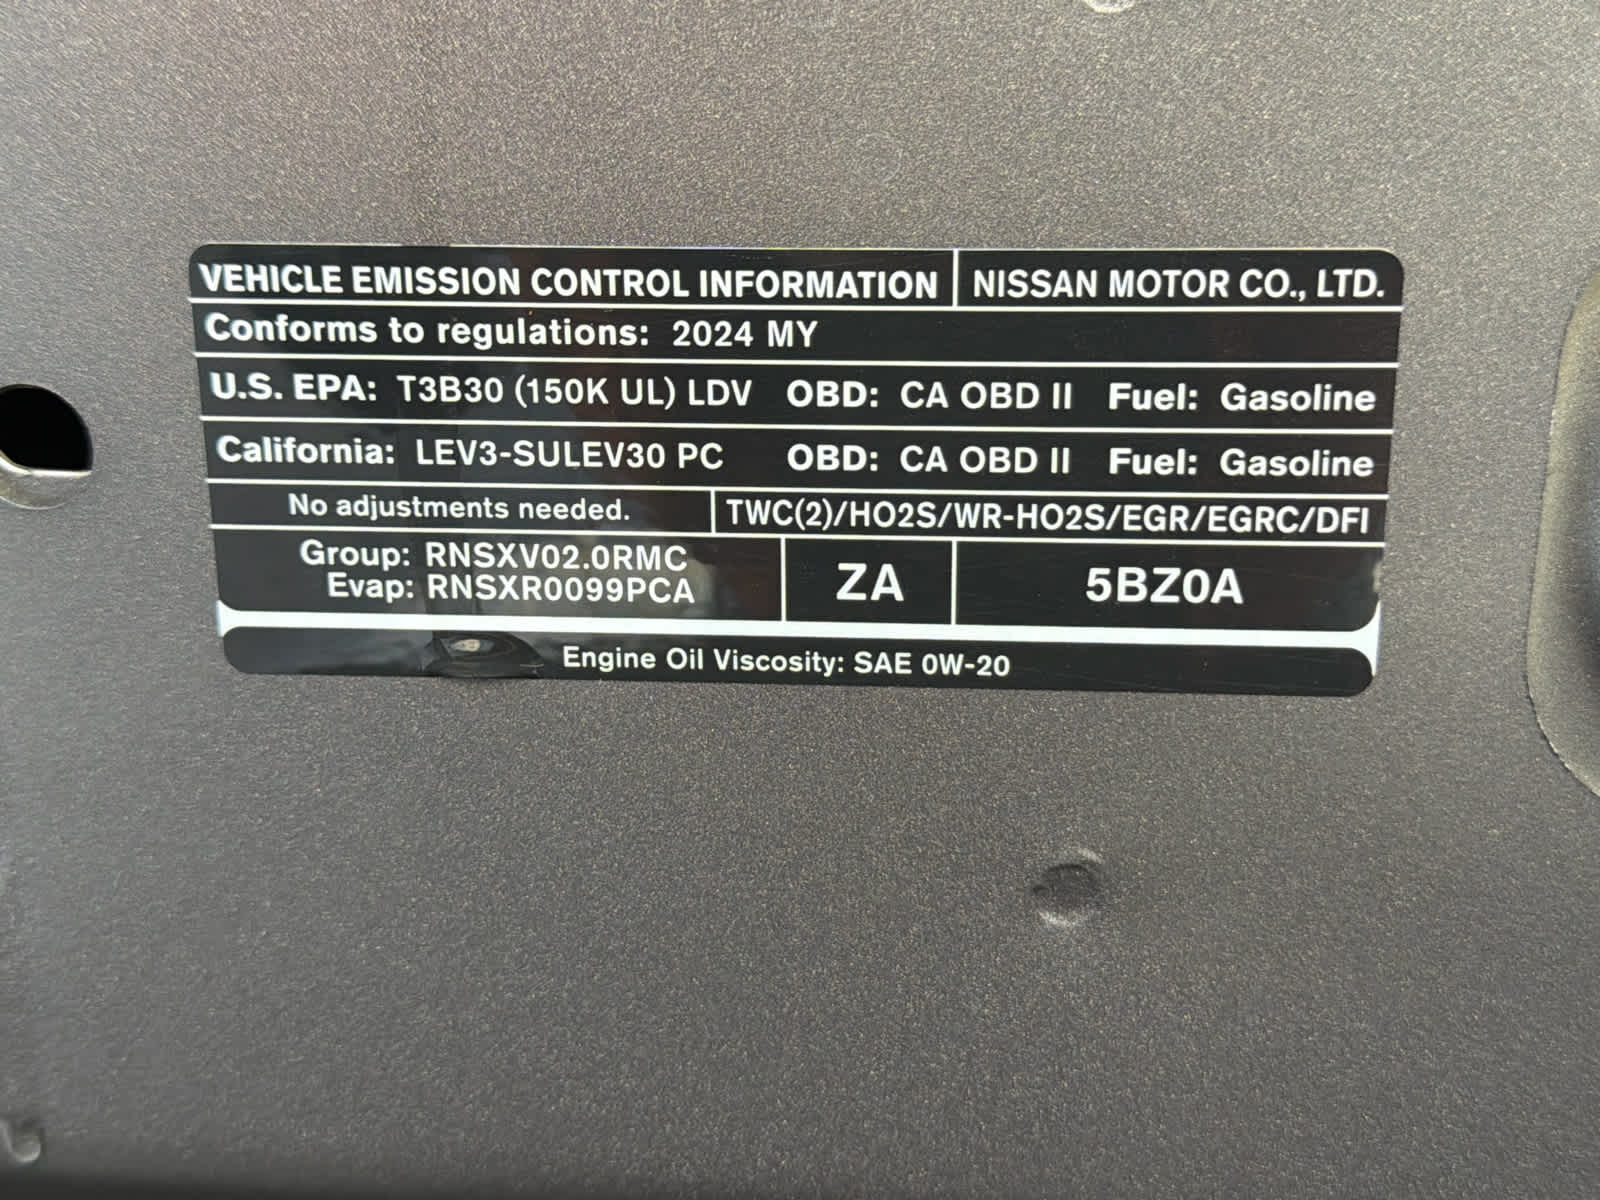 VEHICLE EMISSION CONTROL INFORMATION NISSAN MOTOR CO., LTD.
Conforms to regulations: 2024 MY
U.S. EPA: T3B30 (150K UL) LDV OBD: CA OBD II Fuel: Gasoline
California: LEV3-SULEV30 PC OBD: CA OBD II Fuel: Gasoline
No adjustments needed. TWC(2)/HO2S/WR-HO2S/EGR/EGRC/DFI
Group: RNSXV02.0RMC
Evap: RNSXR0099PCA
ZA
5BZ0A
Engine Oil Viscosity: SAE 0W-20